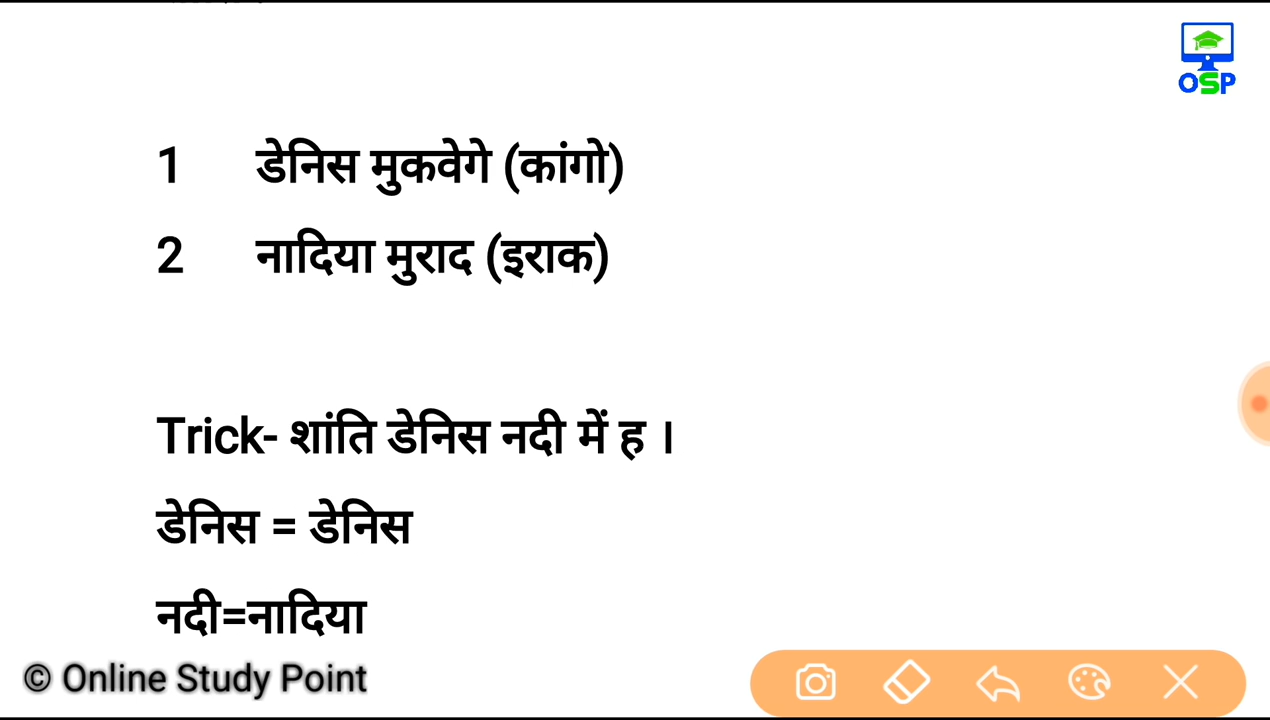 OSP
1 डेनिस मुकवेगे (कांगो)
2 नादिया मुराद (इराक)
Trick- शांति डेनिस नदी में ह ।
डेनिस = डेनिस
नदी=नादिया
© Online Study Point